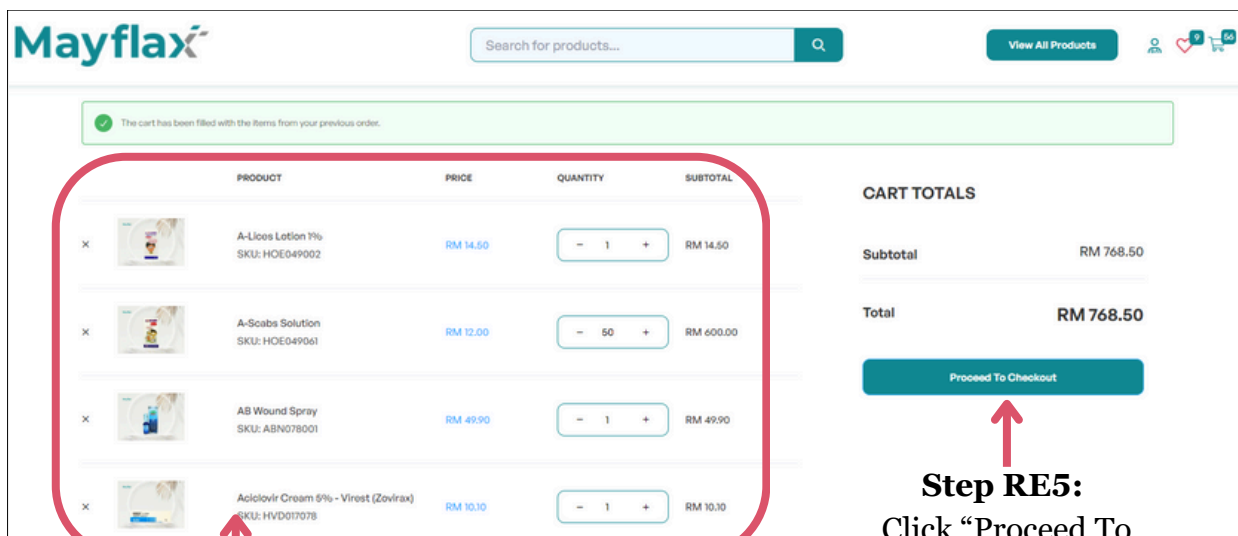 Mayflax
Search for products...
View All Products
9
56
The cart has been filled with the items from your previous order.
PRODUCT PRICE QUANTITY SUBTOTAL
× A-Lices Lotion 1% RM 14.50 - 1 + RM 14.50
SKU: HOE049002
× A-Scabs Solution RM 12.00 - 50 + RM 600.00
SKU: HOE049061
× AB Wound Spray RM 49.90 - 1 + RM 49.90
SKU: ABN078001
× Aciclovir Cream 5% - Virest (Zovirax) RM 10.10 - 1 + RM 10.10
SKU: HVD017078
CART TOTALS
Subtotal RM 768.50
Total RM 768.50
Proceed To Checkout
Step RE5:
Click “Proceed To